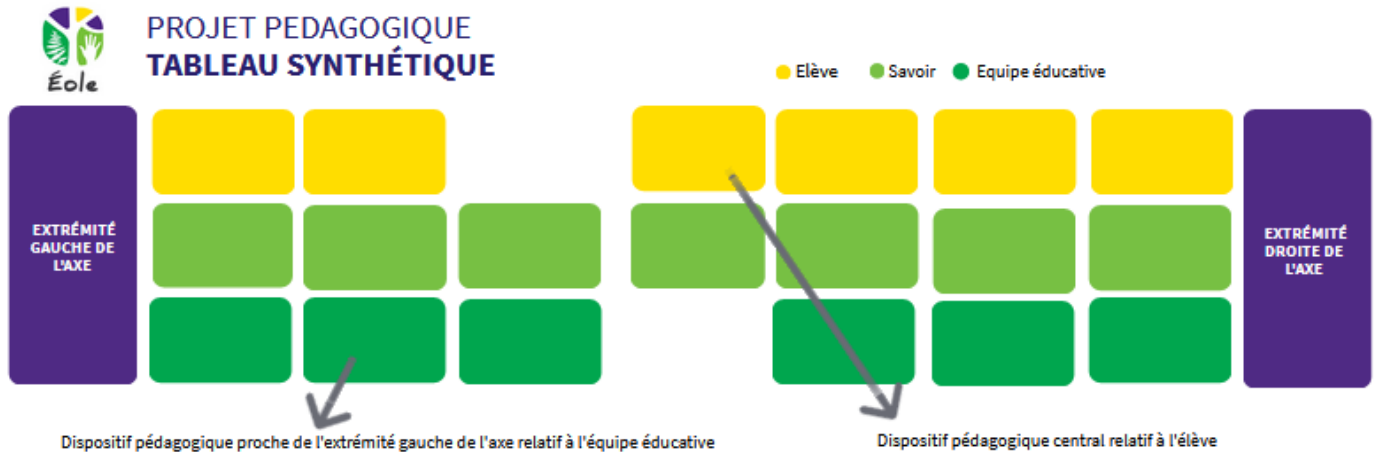 Éole
PROJET PEDAGOGIQUE
TABLEAU SYNTHÉTIQUE
Elève
Savoir
Equipe éducative
EXTRÉMITÉ
GAUCHE DE
L'AXE
EXTRÉMITÉ
DROITE DE
L'AXE
Dispositif pédagogique proche de l'extrémité gauche de l'axe relatif à l'équipe éducative
Dispositif pédagogique central relatif à l'élève